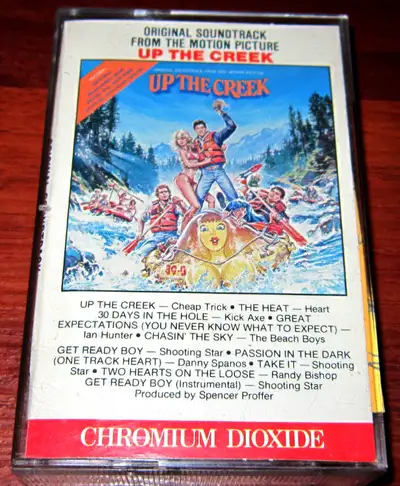 ORIGINAL SOUNDTRACK
FROM THE MOTION PICTURE
UP THE CREEK
UP THE CREEK
UP THE CREEK — Cheap Trick • THE HEAT — Heart
30 DAYS IN THE HOLE — Kick Axe • GREAT
EXPECTATIONS (YOU NEVER KNOW WHAT TO EXPECT) —
Ian Hunter • CHASIN' THE SKY — The Beach Boys
GET READY BOY — Shooting Star • PASSION IN THE DARK
(ONE TRACK HEART) — Danny Spanos • TAKE IT — Shooting
Star • TWO HEARTS ON THE LOOSE — Randy Bishop
GET READY BOY (Instrumental) — Shooting Star
Produced by Spencer Proffer
CHROMIUM DIOXIDE